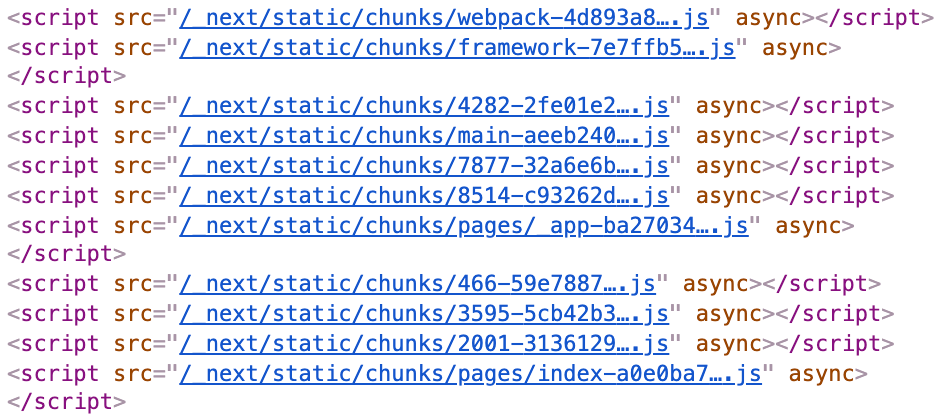 <script src="/_next/static/chunks/webpack-4d893a8….js" async></script>
<script src="/_next/static/chunks/framework-7e7ffb5….js" async>
</script>
<script src="/_next/static/chunks/4282-2fe01e2….js" async></script>
<script src="/_next/static/chunks/main-aeeb240….js" async></script>
<script src="/_next/static/chunks/7877-32a6e6b….js" async></script>
<script src="/_next/static/chunks/8514-c93262d….js" async></script>
<script src="/_next/static/chunks/pages/_app-ba27034….js" async>
</script>
<script src="/_next/static/chunks/466-59e7887….js" async></script>
<script src="/_next/static/chunks/3595-5cb42b3….js" async></script>
<script src="/_next/static/chunks/2001-3136129….js" async></script>
<script src="/_next/static/chunks/pages/index-a0e0ba7….js" async>
</script>